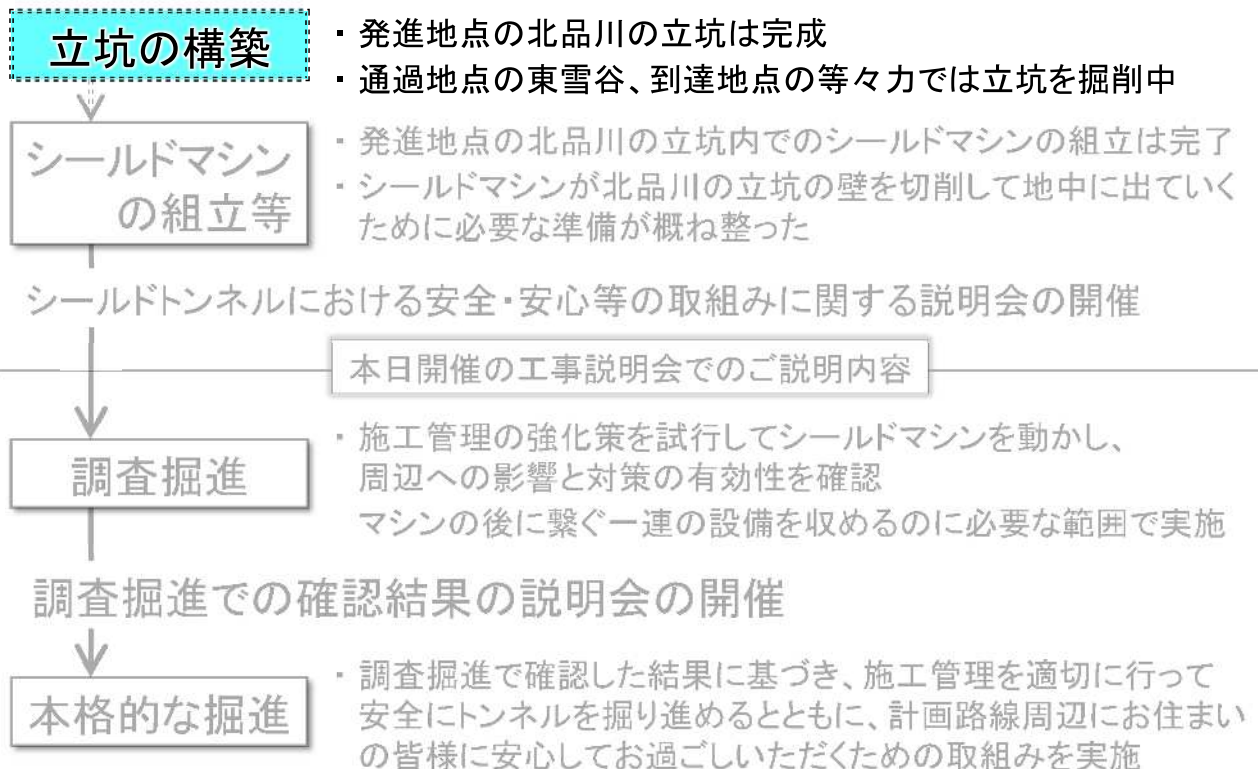 立坑の構築
・発進地点の北品川の立坑は完成
・通過地点の東雪谷、到達地点の等々力では立坑を掘削中
シールドマシン
の組立等
・発進地点の北品川の立坑内でのシールドマシンの組立は完了
・シールドマシンが北品川の立坑の壁を切削して地中に出ていく
ために必要な準備が概ね整った
シールドトンネルにおける安全・安心等の取組みに関する説明会の開催
本日開催の工事説明会でのご説明内容
調査掘進
・施工管理の強化策を試行してシールドマシンを動かし、
周辺への影響と対策の有効性を確認
マシンの後に繋ぐ一連の設備を収めるのに必要な範囲で実施
調査掘進での確認結果の説明会の開催
本格的な掘進
・調査掘進で確認した結果に基づき、施工管理を適切に行って
安全にトンネルを掘り進めるとともに、計画路線周辺にお住まい
の皆様に安心してお過ごしいただくための取組みを実施